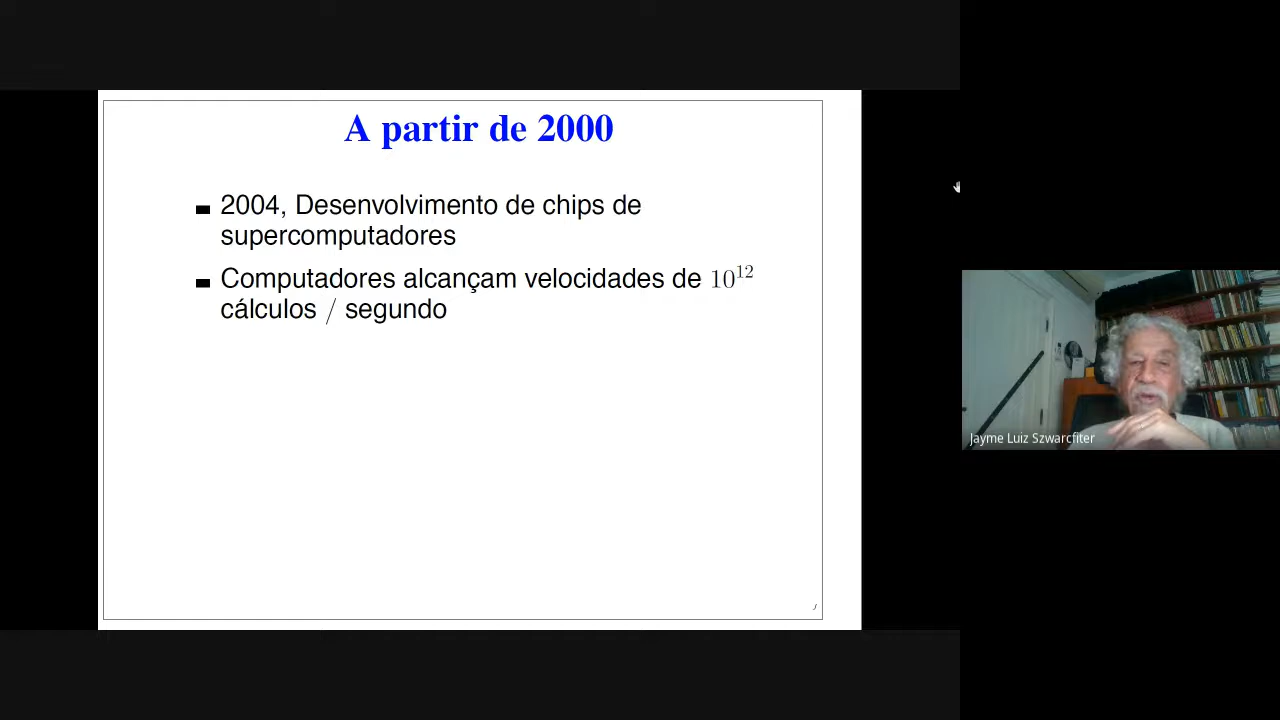 A partir de 2000
2004, Desenvolvimento de chips de
supercomputadores
Computadores alcançam velocidades de 10¹²
cálculos / segundo
Jayme Luiz Szwarcfiter